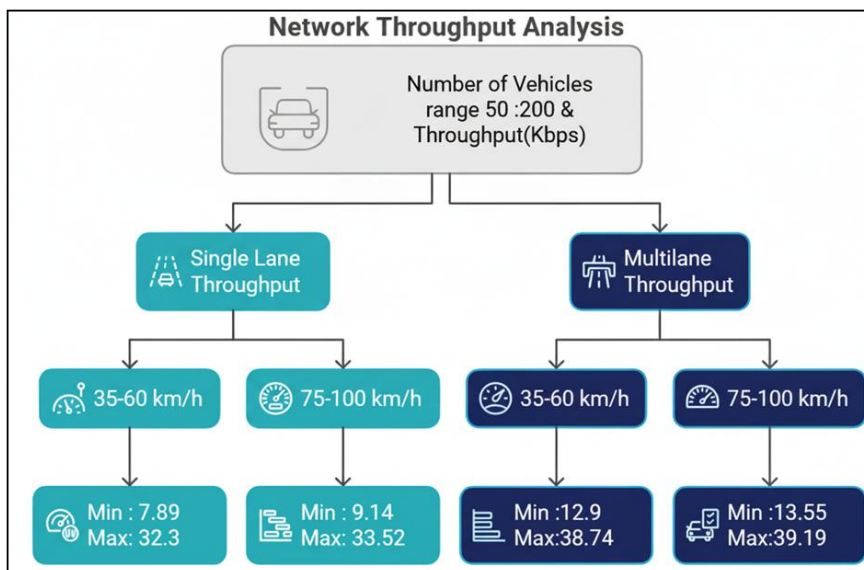 Network Throughput Analysis
Number of Vehicles
range 50 :200 &
Throughput(Kbps)
Single Lane
Throughput
Multilane
Throughput
35-60 km/h
75-100 km/h
35-60 km/h
75-100 km/h
Min : 7.89
Max: 32.3
Min : 9.14
Max: 33.52
Min :12.9
Max:38.74
Min :13.55
Max:39.19